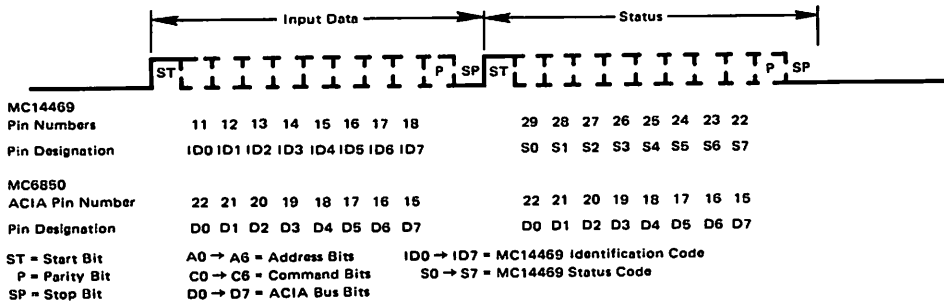 Input Data Status
ST P SP ST P SP
MC14469
Pin Numbers 11 12 13 14 15 16 17 18 29 28 27 26 25 24 23 22
Pin Designation ID0 ID1 ID2 ID3 ID4 ID5 ID6 ID7 S0 S1 S2 S3 S4 S5 S6 S7
MC6850
ACIA Pin Number 22 21 20 19 18 17 16 15 22 21 20 19 18 17 16 15
Pin Designation D0 D1 D2 D3 D4 D5 D6 D7 D0 D1 D2 D3 D4 D5 D6 D7
ST = Start Bit A0 → A6 = Address Bits ID0 → ID7 = MC14469 Identification Code
P = Parity Bit C0 → C6 = Command Bits S0 → S7 = MC14469 Status Code
SP = Stop Bit D0 → D7 = ACIA Bus Bits